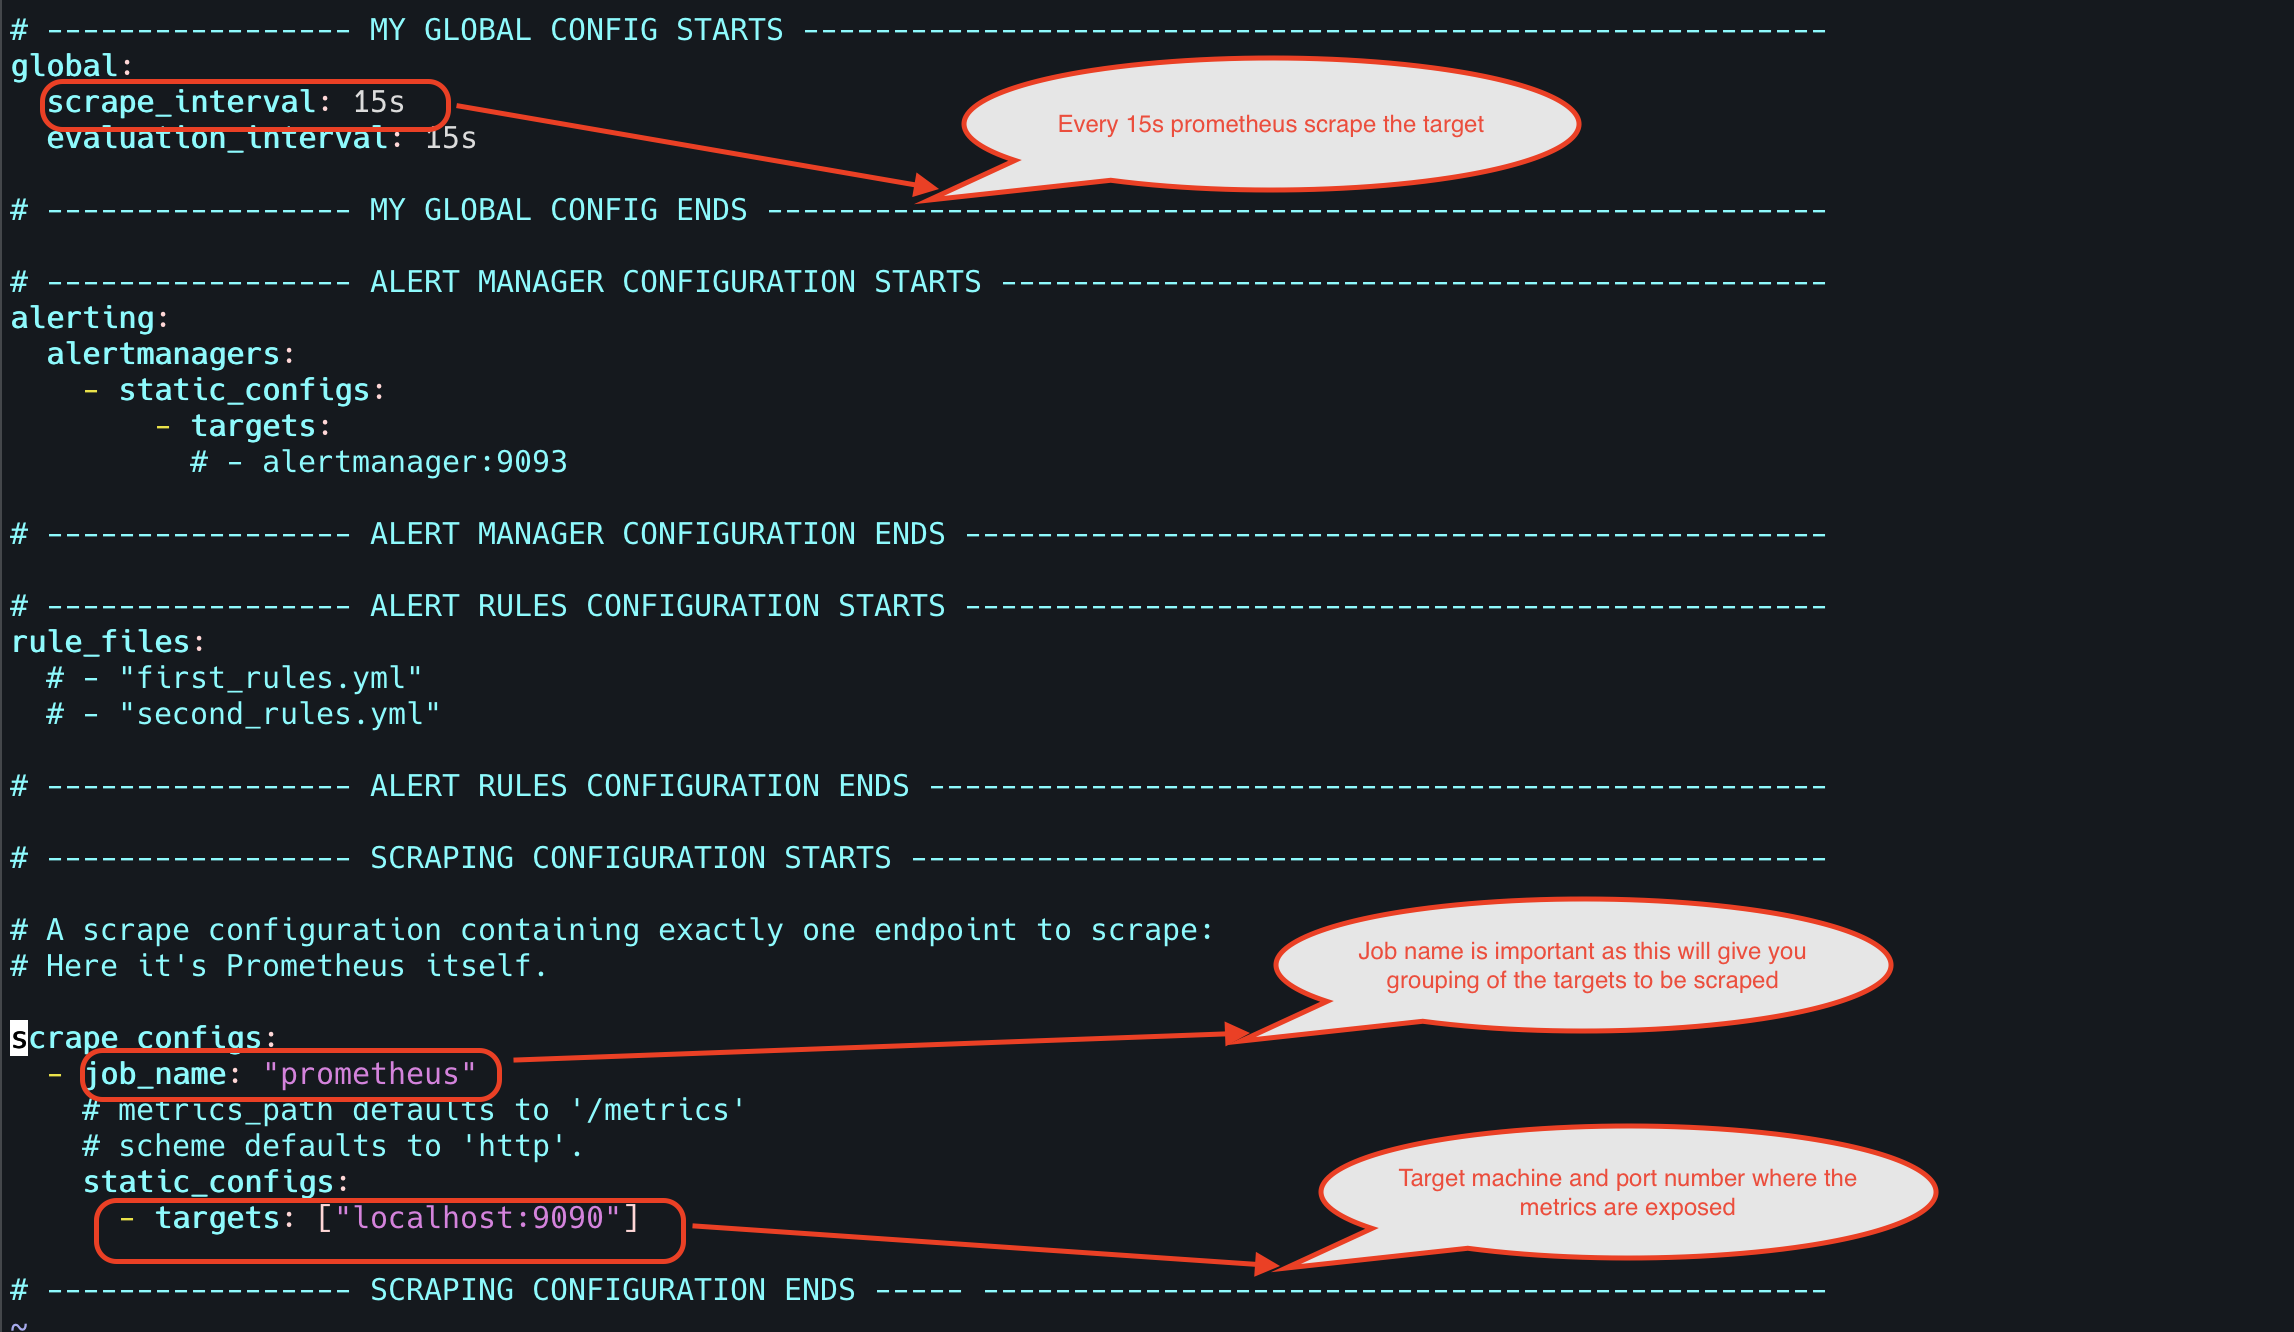 # ----------------- MY GLOBAL CONFIG STARTS ---------------------------------------------------------
global:
  scrape_interval: 15s
Every 15s prometheus scrape the target
  evaluation_interval: 15s
# ----------------- MY GLOBAL CONFIG ENDS -----------------------------------------------------------
# ----------------- ALERT MANAGER CONFIGURATION STARTS ----------------------------------------------
alerting:
  alertmanagers:
    - static_configs:
        - targets:
          # - alertmanager:9093
# ----------------- ALERT MANAGER CONFIGURATION ENDS ------------------------------------------------
# ----------------- ALERT RULES CONFIGURATION STARTS ------------------------------------------------
rule_files:
  # - "first_rules.yml"
  # - "second_rules.yml"
# ----------------- ALERT RULES CONFIGURATION ENDS --------------------------------------------------
# ----------------- SCRAPING CONFIGURATION STARTS ---------------------------------------------------
# A scrape configuration containing exactly one endpoint to scrape:
# Here it's Prometheus itself.
Job name is important as this will give you
grouping of the targets to be scraped
scrape_configs:
  - job_name: "prometheus"
    # metrics_path defaults to '/metrics'
    # scheme defaults to 'http'.
    static_configs:
Target machine and port number where the
metrics are exposed
      - targets: ["localhost:9090"]
# ----------------- SCRAPING CONFIGURATION ENDS ----- -----------------------------------------------
~